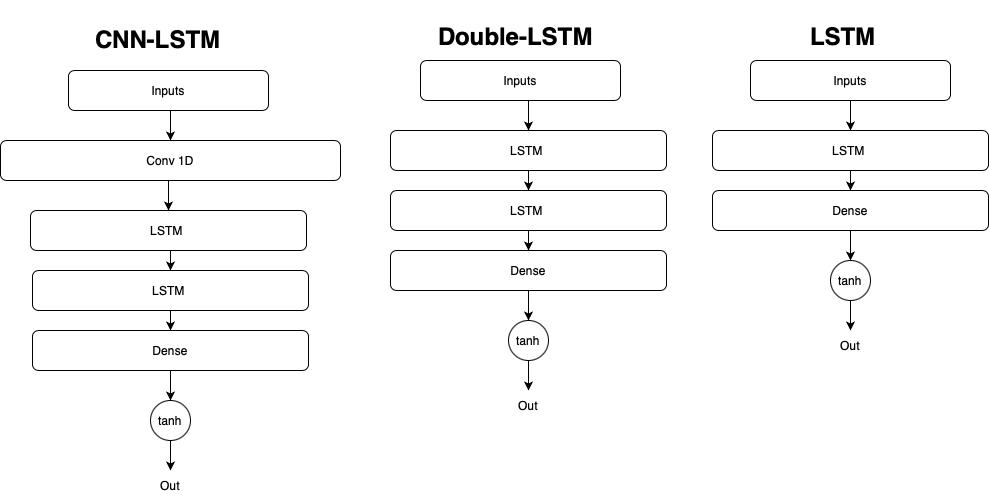 CNN-LSTM
Inputs
Conv 1D
LSTM
LSTM
Dense
tanh
Out
Double-LSTM
Inputs
LSTM
LSTM
Dense
tanh
Out
LSTM
Inputs
LSTM
Dense
tanh
Out